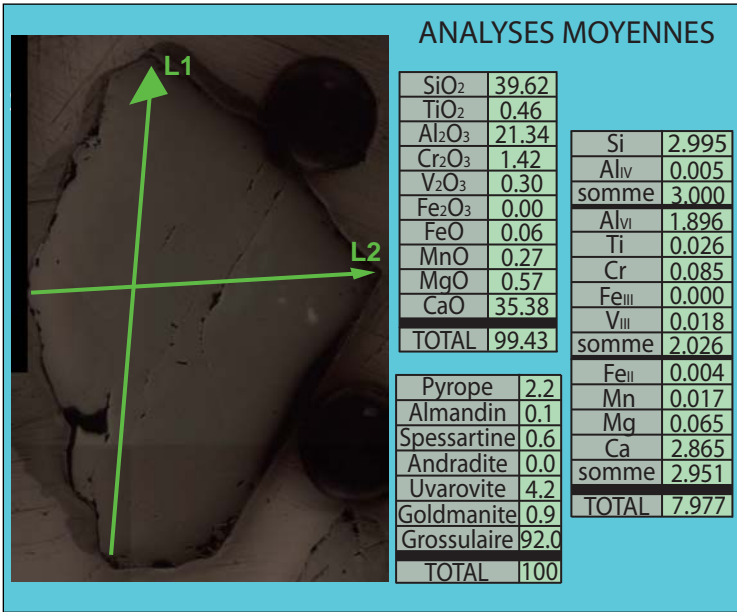 ANALYSES MOYENNES
L1
L2
SiO2 39.62
TiO2 0.46
Al2O3 21.34
Cr2O3 1.42
V2O3 0.30
Fe2O3 0.00
FeO 0.06
MnO 0.27
MgO 0.57
CaO 35.38
TOTAL 99.43
Pyrope 2.2
Almandin 0.1
Spessartine 0.6
Andradite 0.0
Uvarovite 4.2
Goldmanite 0.9
Grossulaire 92.0
TOTAL 100
Si 2.995
AlIV 0.005
somme 3.000
AlVI 1.896
Ti 0.026
Cr 0.085
FeIII 0.000
VIII 0.018
somme 2.026
FeII 0.004
Mn 0.017
Mg 0.065
Ca 2.865
somme 2.951
TOTAL 7.977